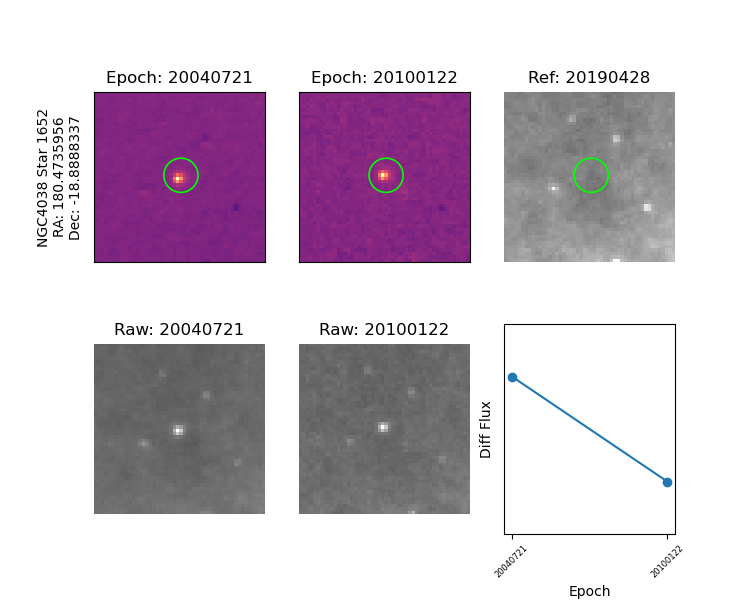 NGC4038 Star 1652
RA: 180.4735956
Dec: -18.8888337
Epoch: 20040721
Epoch: 20100122
Ref: 20190428
Raw: 20040721
Raw: 20100122
Diff Flux
20040721
20100122
Epoch